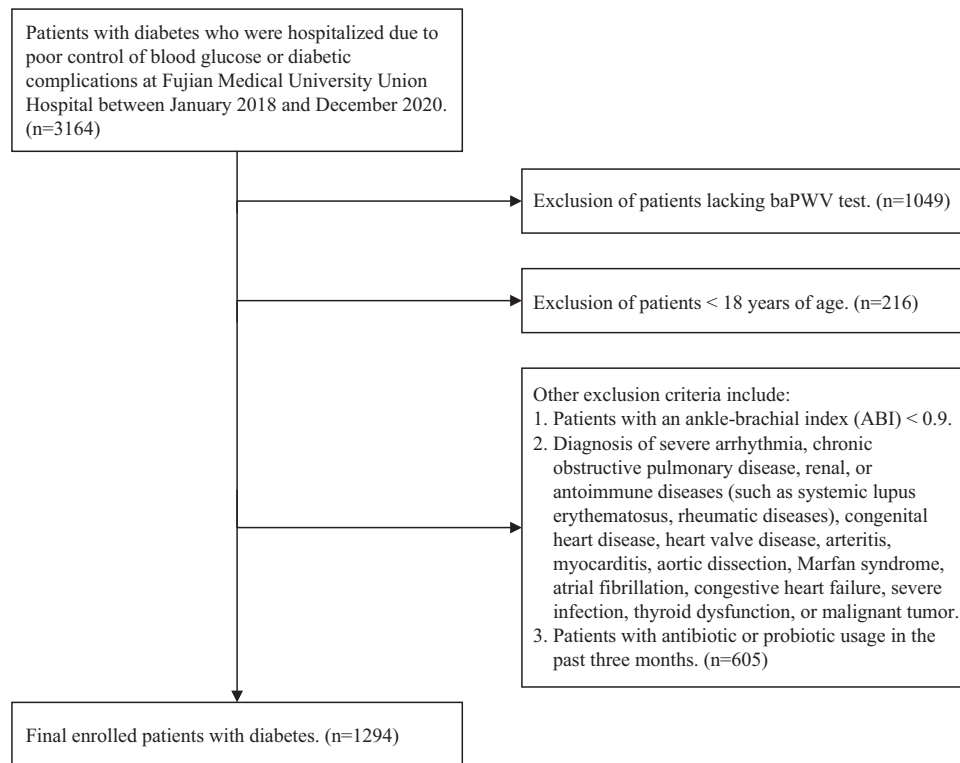 Patients with diabetes who were hospitalized due to
poor control of blood glucose or diabetic
complications at Fujian Medical University Union
Hospital between January 2018 and December 2020.
(n=3164)
Exclusion of patients lacking baPWV test. (n=1049)
Exclusion of patients < 18 years of age. (n=216)
Other exclusion criteria include:
1. Patients with an ankle-brachial index (ABI) < 0.9.
2. Diagnosis of severe arrhythmia, chronic
obstructive pulmonary disease, renal, or
antoimmune diseases (such as systemic lupus
erythematosus, rheumatic diseases), congenital
heart disease, heart valve disease, arteritis,
myocarditis, aortic dissection, Marfan syndrome,
atrial fibrillation, congestive heart failure, severe
infection, thyroid dysfunction, or malignant tumor.
3. Patients with antibiotic or probiotic usage in the
past three months. (n=605)
Final enrolled patients with diabetes. (n=1294)